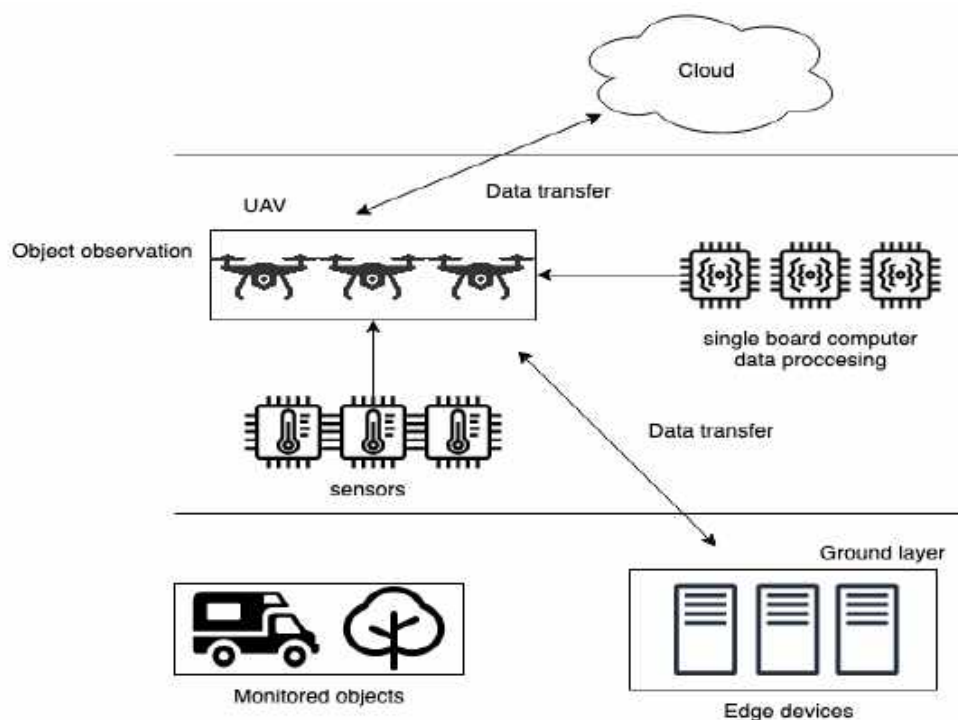 Cloud
Data transfer
UAV
Object observation
single board computer
data proccesing
Data transfer
sensors
Ground layer
Monitored objects
Edge devices